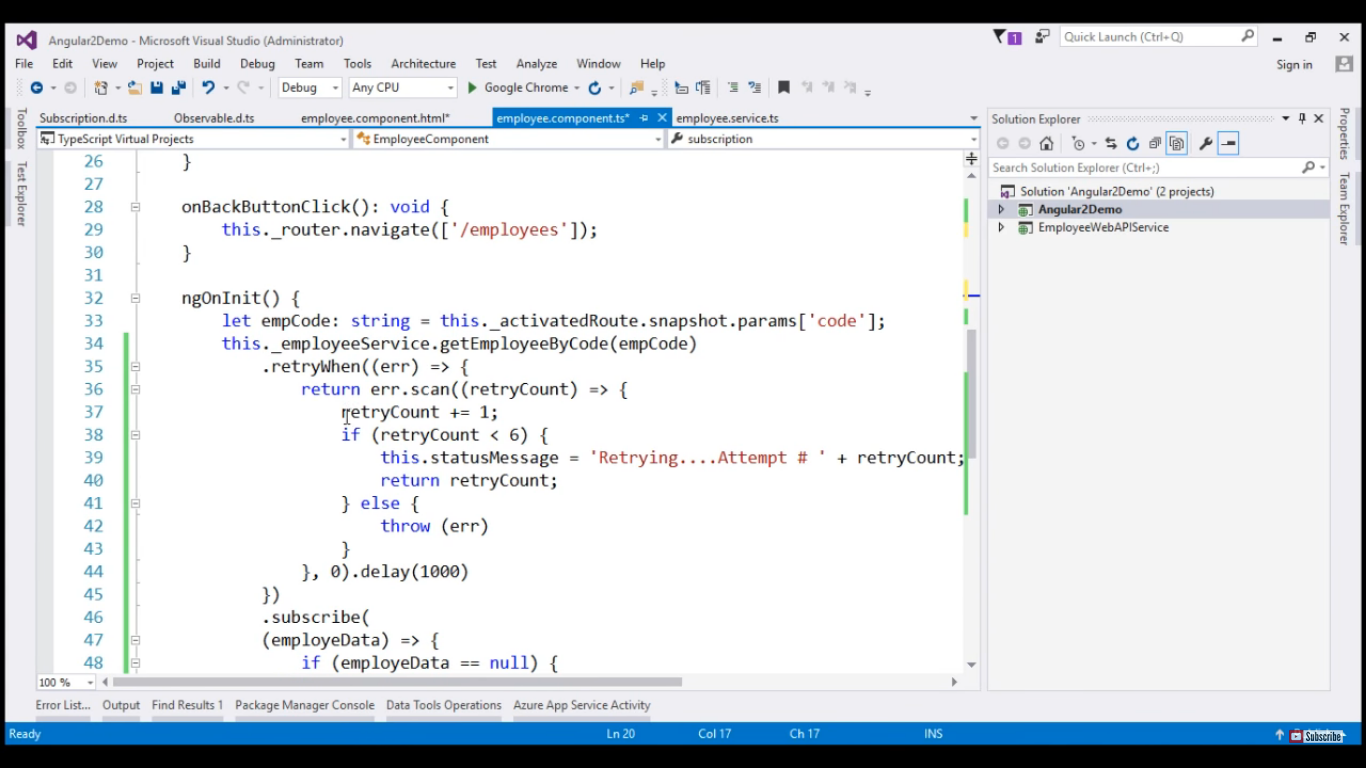 Angular2Demo - Microsoft Visual Studio (Administrator)
1
Quick Launch (Ctrl+Q)
File Edit View Project Build Debug Team Tools Architecture Test Analyze Window Help
Sign in
Debug Any CPU Google Chrome
Toolbox
Test Explorer
Subscription.d.ts Observable.d.ts employee.component.html* employee.component.ts* employee.service.ts
TypeScript Virtual Projects EmployeeComponent subscription
26 }
27
28 onBackButtonClick(): void {
29 this._router.navigate(['/employees']);
30 }
31
32 ngOnInit() {
33 let empCode: string = this._activatedRoute.snapshot.params['code'];
34 this._employeeService.getEmployeeByCode(empCode)
35 .retryWhen((err) => {
36 return err.scan((retryCount) => {
37 retryCount += 1;
38 if (retryCount < 6) {
39 this.statusMessage = 'Retrying....Attempt # ' + retryCount;
40 return retryCount;
41 } else {
42 throw (err)
43 }
44 }, 0).delay(1000)
45 })
46 .subscribe(
47 (employeData) => {
48 if (employeData == null) {
100 %
Solution Explorer
Search Solution Explorer (Ctrl+;)
Solution 'Angular2Demo' (2 projects)
Angular2Demo
EmployeeWebAPIService
Properties
Team Explorer
Error List... Output Find Results 1 Package Manager Console Data Tools Operations Azure App Service Activity
Ready Ln 20 Col 17 Ch 17 INS
Subscribe